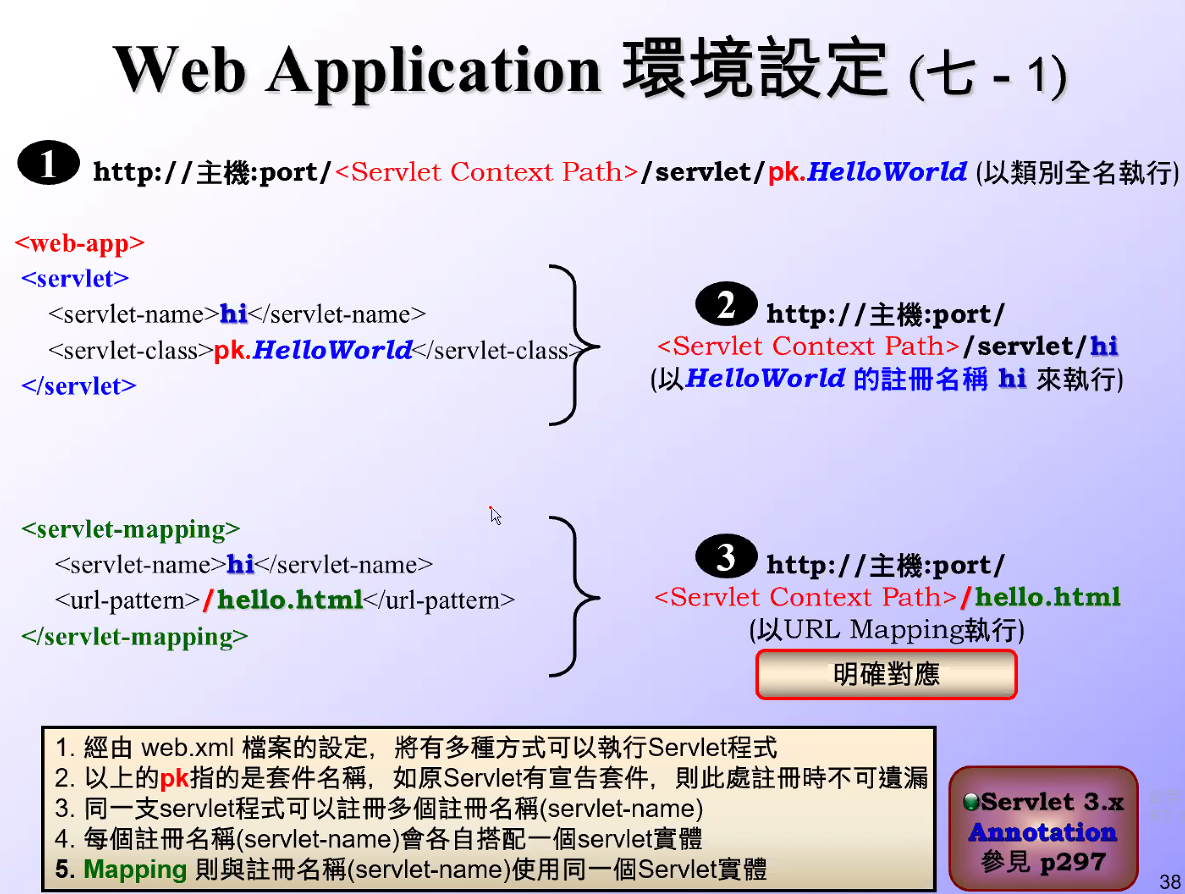 Web Application 環境設定 (七 - 1)
1 http://主機:port/<Servlet Context Path>/servlet/pk.HelloWorld (以類別全名執行)
<web-app>
<servlet>
<servlet-name>hi</servlet-name>
<servlet-class>pk.HelloWorld</servlet-class>
</servlet>
2 http://主機:port/
<Servlet Context Path>/servlet/hi
(以HelloWorld 的註冊名稱 hi 來執行)
<servlet-mapping>
<servlet-name>hi</servlet-name>
<url-pattern>/hello.html</url-pattern>
</servlet-mapping>
3 http://主機:port/
<Servlet Context Path>/hello.html
(以URL Mapping執行)
明確對應
1. 經由 web.xml 檔案的設定，將有多種方式可以執行Servlet程式
2. 以上的pk指的是套件名稱，如原Servlet有宣告套件，則此處註冊時不可遺漏
3. 同一支servlet程式可以註冊多個註冊名稱(servlet-name)
4. 每個註冊名稱(servlet-name)會各自搭配一個servlet實體
5. Mapping 則與註冊名稱(servlet-name)使用同一個Servlet實體
Servlet 3.x
Annotation
參見 p297
38